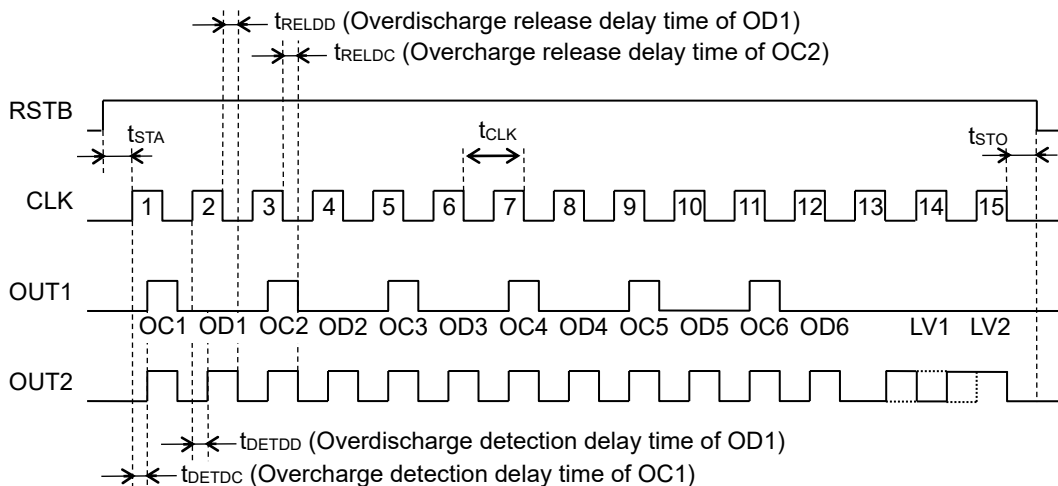 tRELDD (Overdischarge release delay time of OD1)
tRELDC (Overcharge release delay time of OC2)
RSTB
tSTA tCLK tSTO
CLK 1 2 3 4 5 6 7 8 9 10 11 12 13 14 15
OUT1
OC1 OD1 OC2 OD2 OC3 OD3 OC4 OD4 OC5 OD5 OC6 OD6 LV1 LV2
OUT2
tDETDD (Overdischarge detection delay time of OD1)
tDETDC (Overcharge detection delay time of OC1)